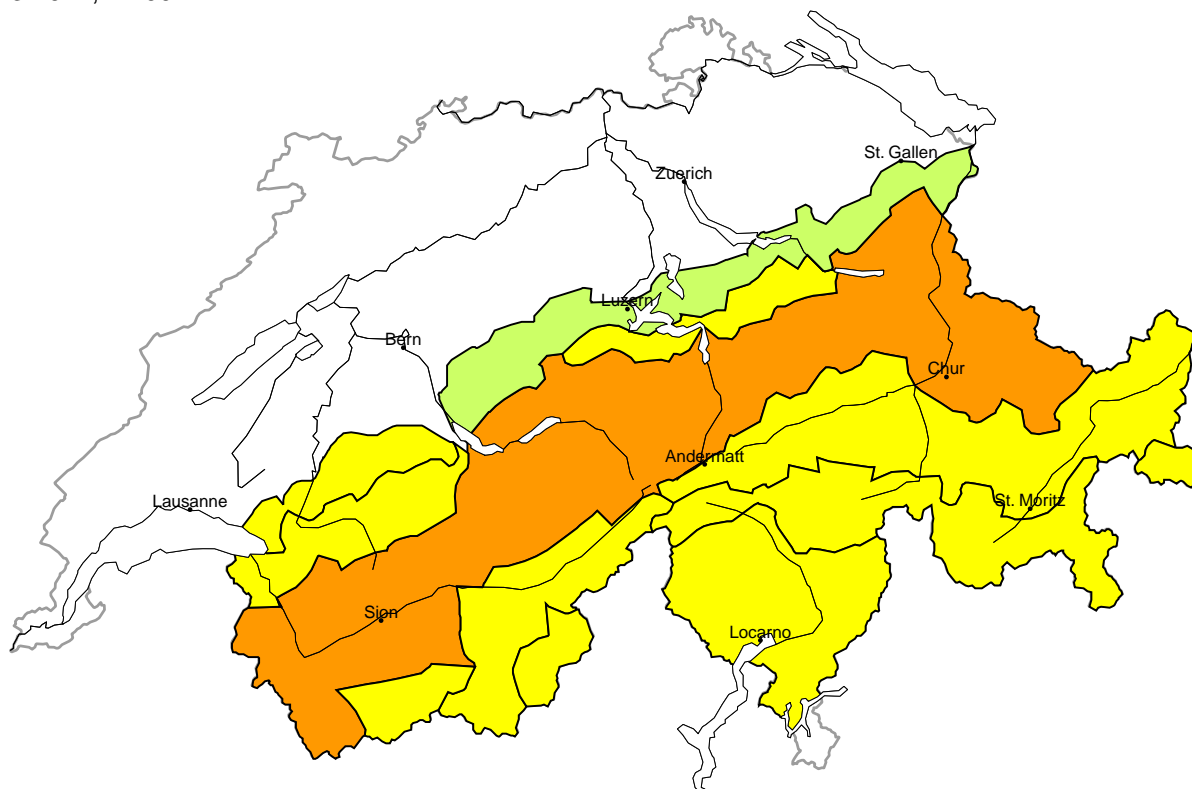 St. Gallen
Zuerich
Luzern
Bern
Chur
Andermatt
Lausanne
St. Moritz
Sion
Locarno